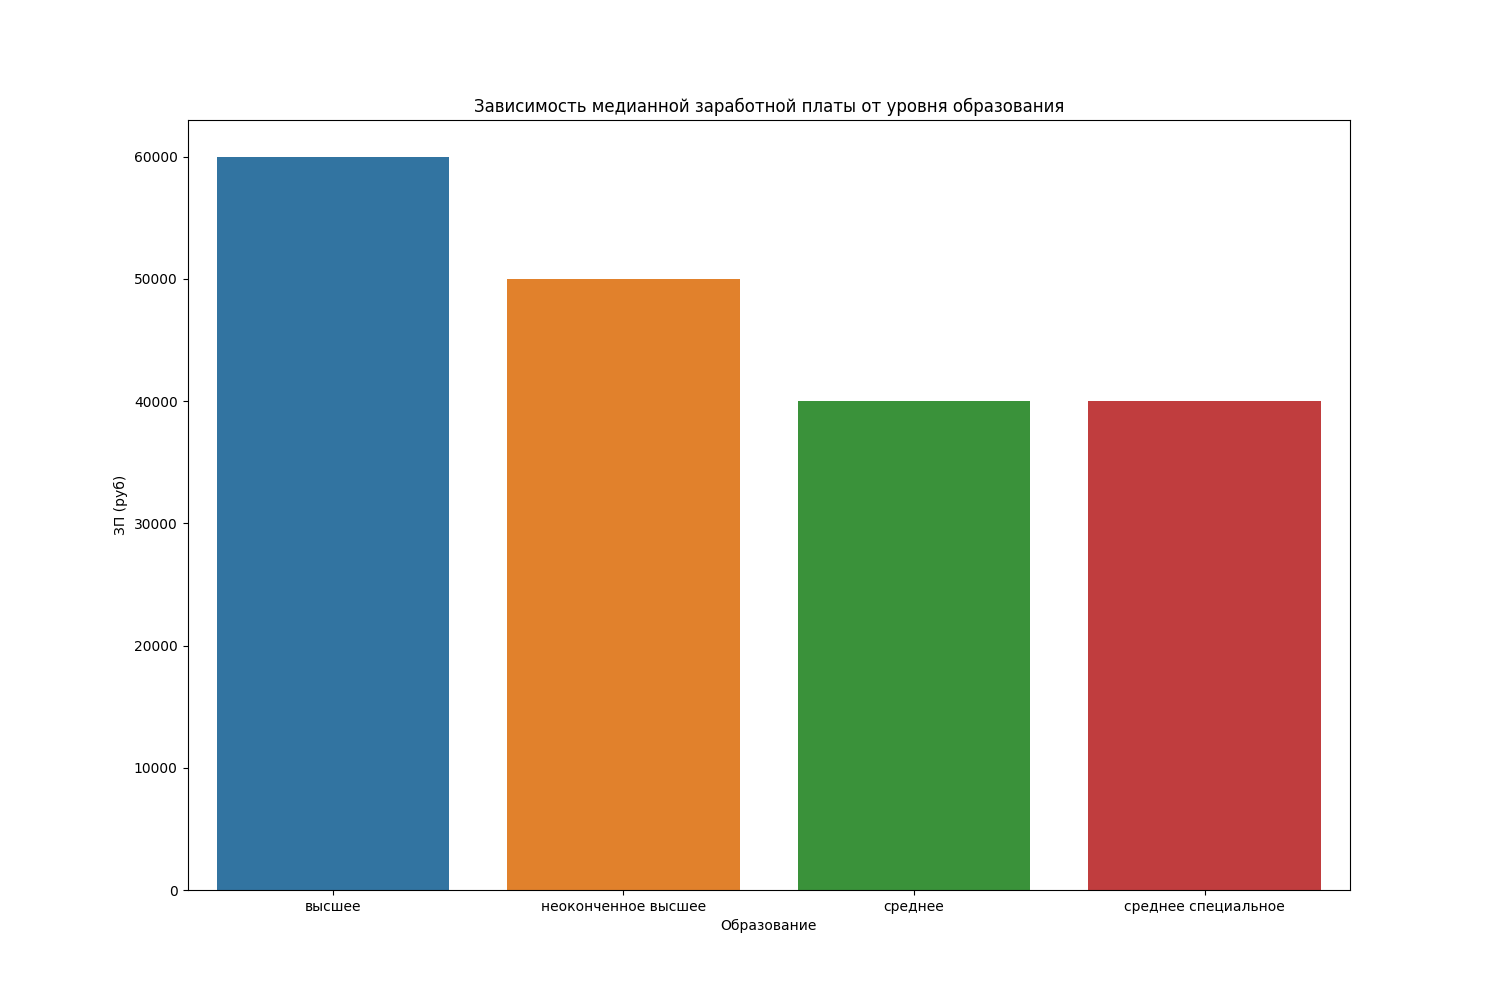 Зависимость медианной заработной платы от уровня образования
60000
50000
40000
30000
20000
10000
0
ЗП (руб)
высшее
неоконченное высшее
среднее
среднее специальное
Образование